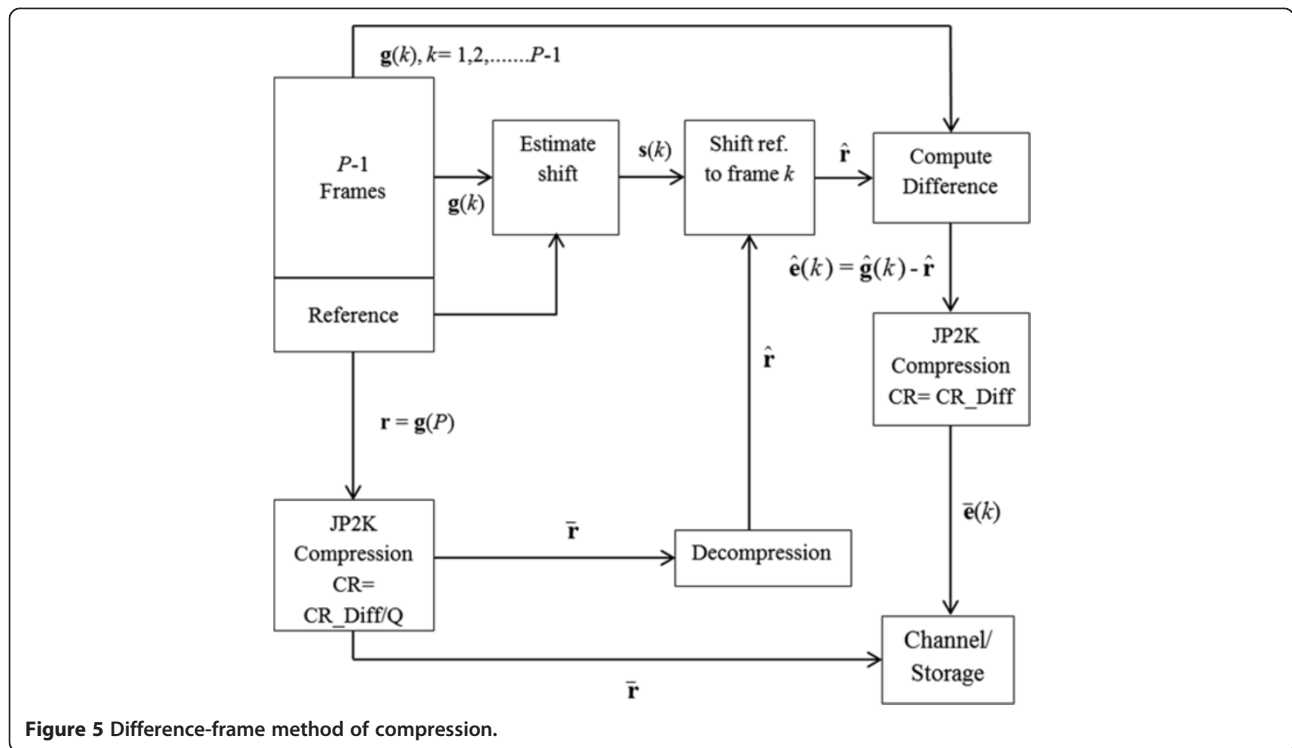 g(k), k= 1,2,.......P-1
P-1
Frames
Reference
g(k)
Estimate
shift
s(k)
Shift ref.
to frame k
r̂
Compute
Difference
ê(k) = ĝ(k) - r̂
JP2K
Compression
CR= CR_Diff
r̂
r = g(P)
JP2K
Compression
CR=
CR_Diff/Q
r̄
Decompression
ē(k)
Channel/
Storage
r̄
Figure 5 Difference-frame method of compression.